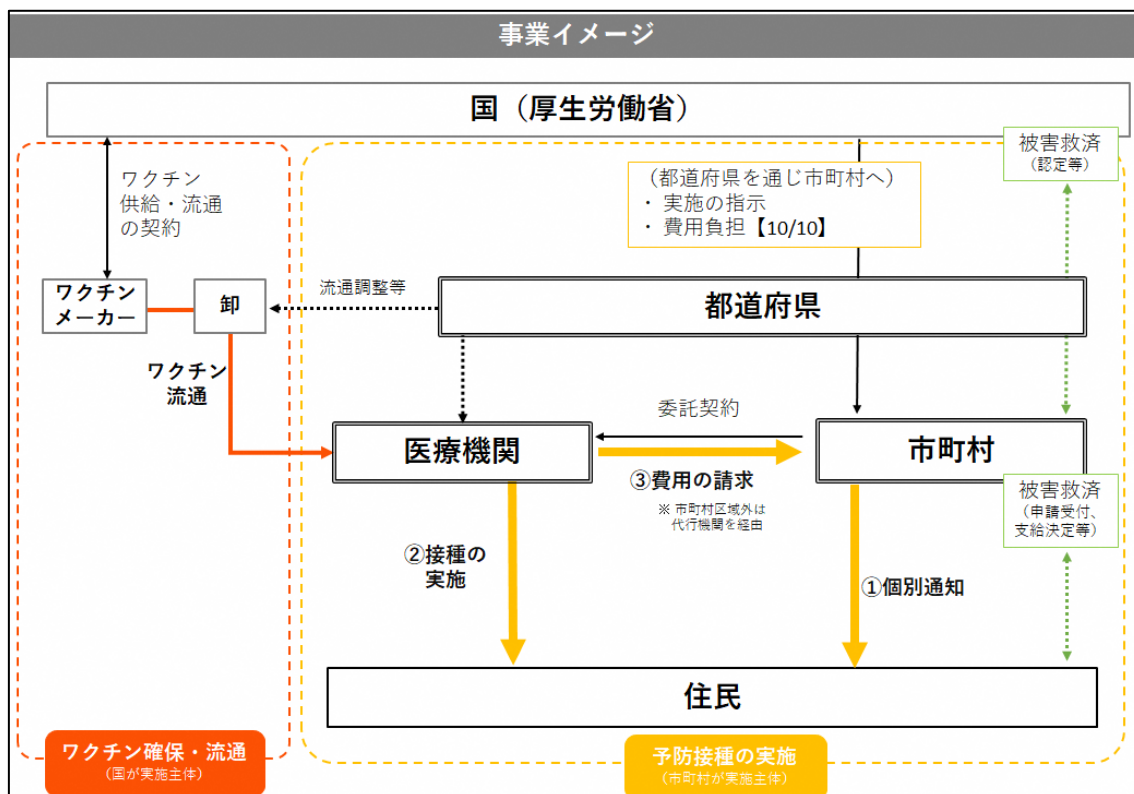 事業イメージ
国（厚生労働省）
被害救済
（認定等）
ワクチン
供給・流通
の契約
（都道府県を通じ市町村へ）
・ 実施の指示
・ 費用負担【10/10】
ワクチン
メーカー
卸
流通調整等
都道府県
ワクチン
流通
委託契約
医療機関
市町村
③費用の請求
※ 市町村区域外は
代行機関を経由
被害救済
（申請受付、
支給決定等）
②接種の
実施
①個別通知
住民
ワクチン確保・流通
（国が実施主体）
予防接種の実施
（市町村が実施主体）